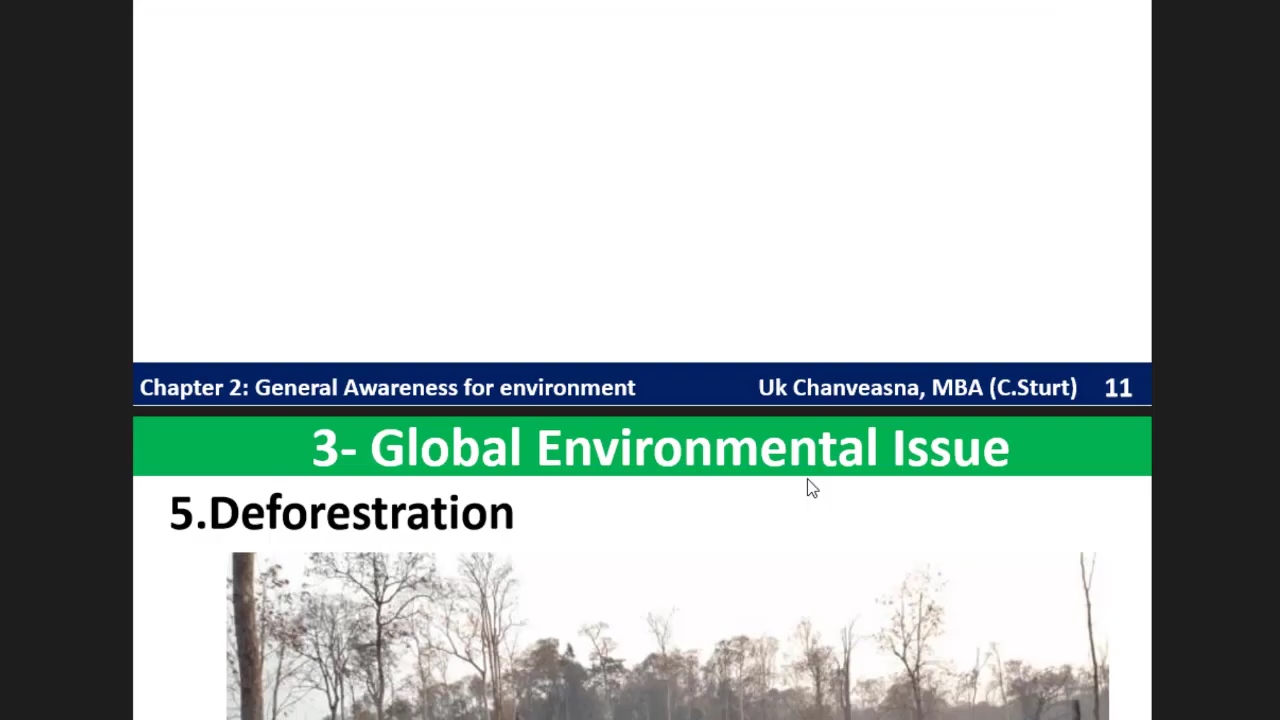 Chapter 2: General Awareness for environment Uk Chanveasna, MBA (C.Sturt) 11
3- Global Environmental Issue
5.Deforestration